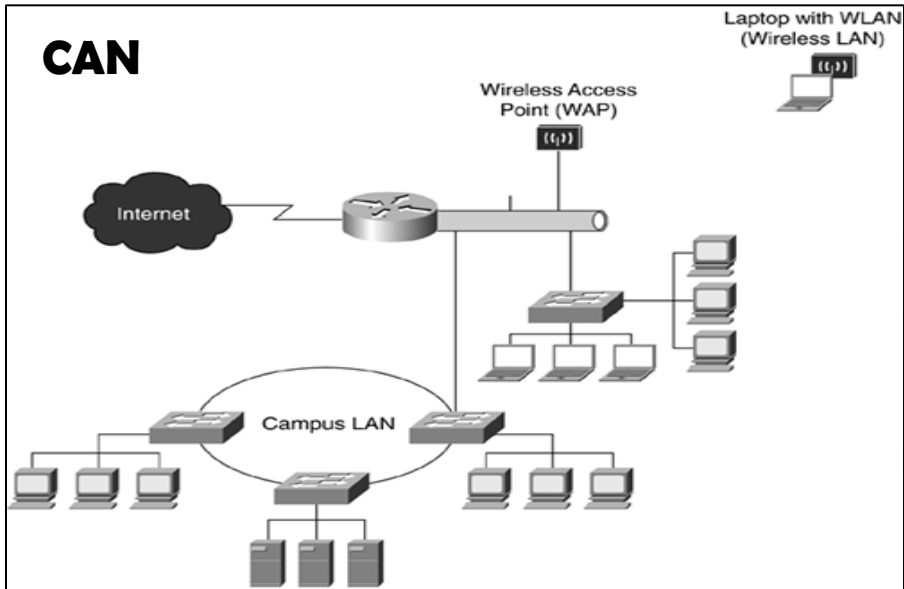 CAN
Laptop with WLAN
(Wireless LAN)
Wireless Access
Point (WAP)
Internet
Campus LAN